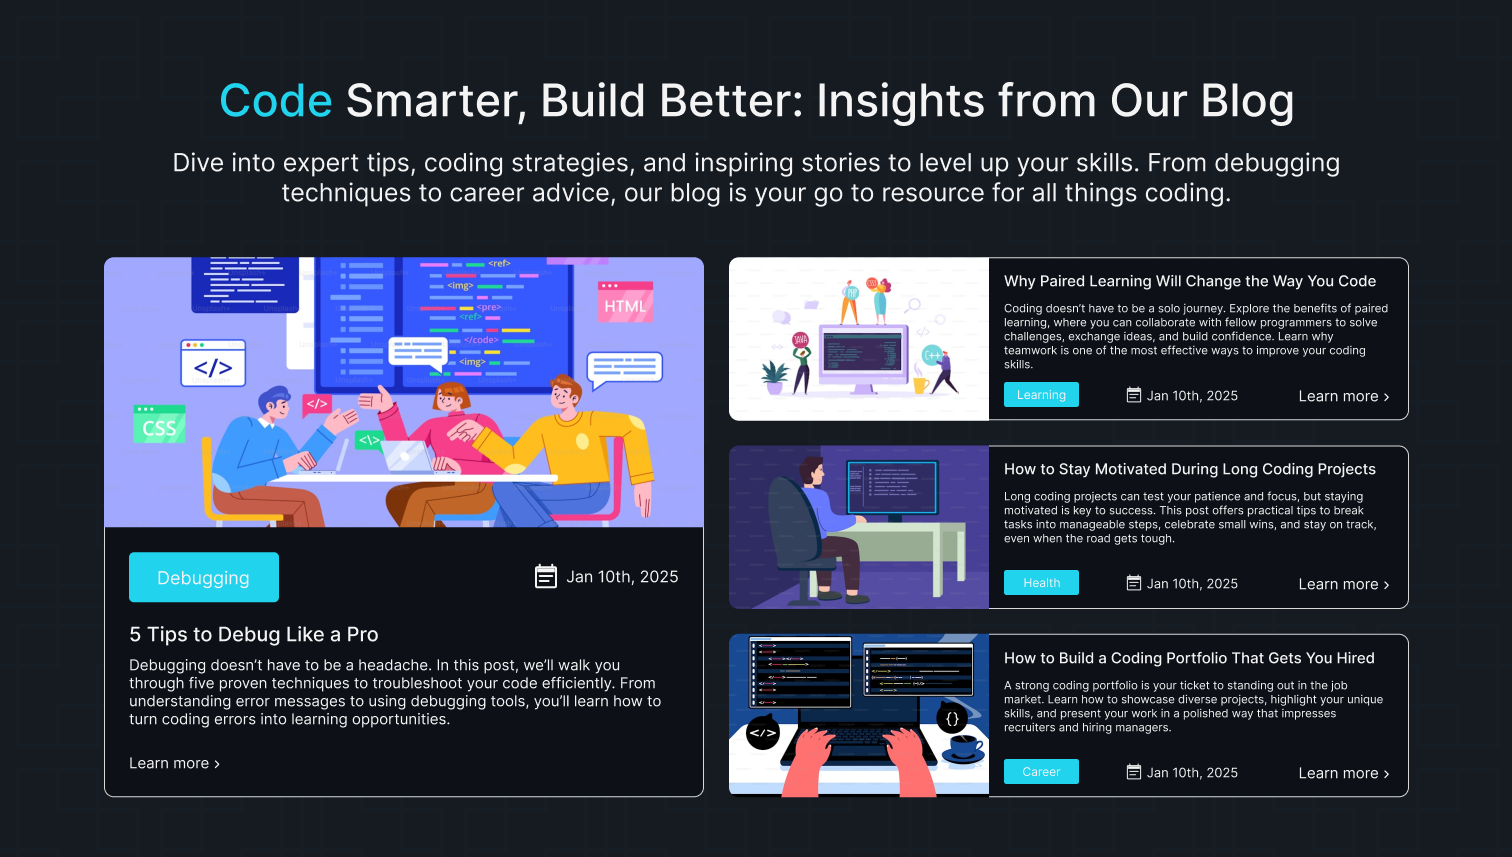 Code Smarter, Build Better: Insights from Our Blog
Dive into expert tips, coding strategies, and inspiring stories to level up your skills. From debugging
techniques to career advice, our blog is your go to resource for all things coding.
<ref>
<img>
<pre>
<ref>
</code>
<img>
HTML
</>
</>
CSS
<\>
Debugging
Jan 10th, 2025
5 Tips to Debug Like a Pro
Debugging doesn’t have to be a headache. In this post, we’ll walk you
through five proven techniques to troubleshoot your code efficiently. From
understanding error messages to using debugging tools, you’ll learn how to
turn coding errors into learning opportunities.
Learn more ›
PHP
CSS
JAVA
C++
Why Paired Learning Will Change the Way You Code
Coding doesn’t have to be a solo journey. Explore the benefits of paired
learning, where you can collaborate with fellow programmers to solve
challenges, exchange ideas, and build confidence. Learn why
teamwork is one of the most effective ways to improve your coding
skills.
Learning
Jan 10th, 2025
Learn more ›
How to Stay Motivated During Long Coding Projects
Long coding projects can test your patience and focus, but staying
motivated is key to success. This post offers practical tips to break
tasks into manageable steps, celebrate small wins, and stay on track,
even when the road gets tough.
Health
Jan 10th, 2025
Learn more ›
</>
{}
How to Build a Coding Portfolio That Gets You Hired
A strong coding portfolio is your ticket to standing out in the job
market. Learn how to showcase diverse projects, highlight your unique
skills, and present your work in a polished way that impresses
recruiters and hiring managers.
Career
Jan 10th, 2025
Learn more ›